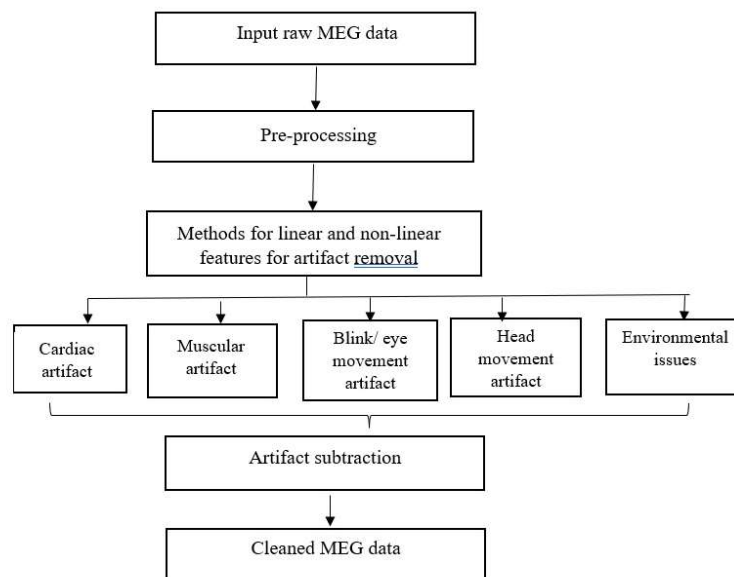 Input raw MEG data
Pre-processing
Methods for linear and non-linear
features for artifact removal
Cardiac
artifact
Muscular
artifact
Blink/ eye
movement
artifact
Head
movement
artifact
Environmental
issues
Artifact subtraction
Cleaned MEG data